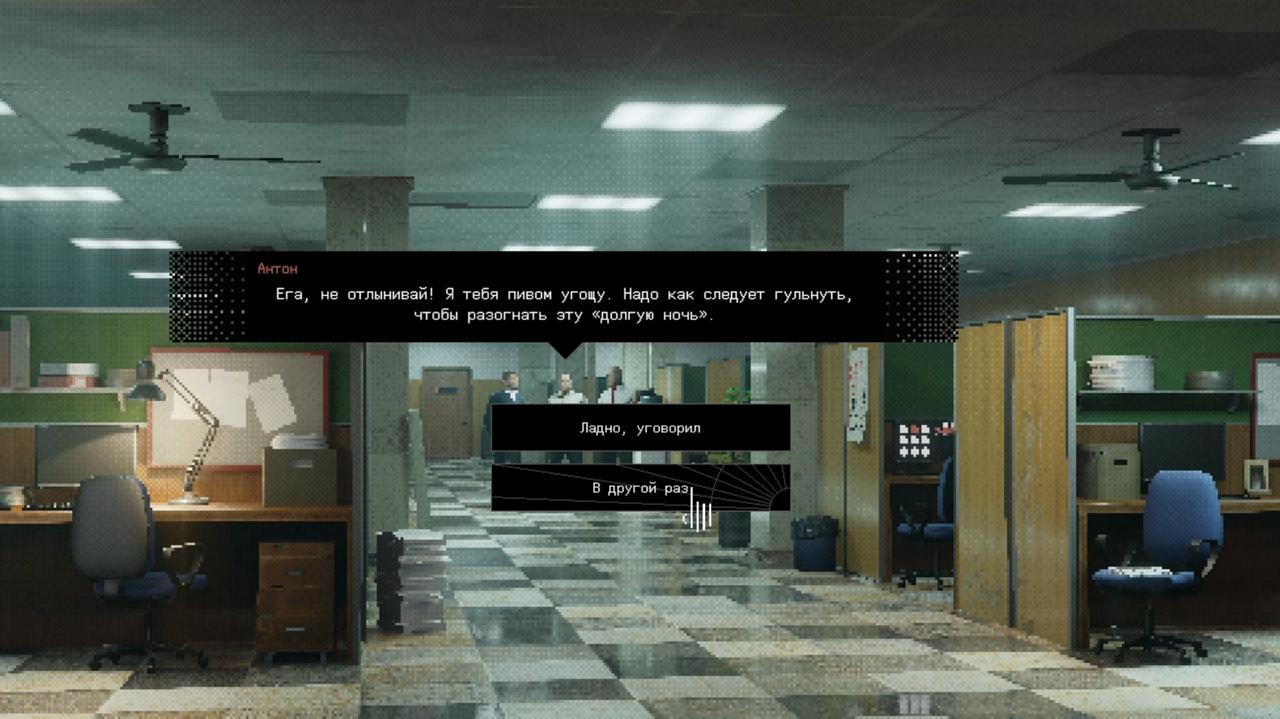 Антон
Ега, не отлынивай! Я тебя пивом угощу. Надо как следует гульнуть,
чтобы разогнать эту «долгую ночь».
Ладно, уговорил
В другой раз